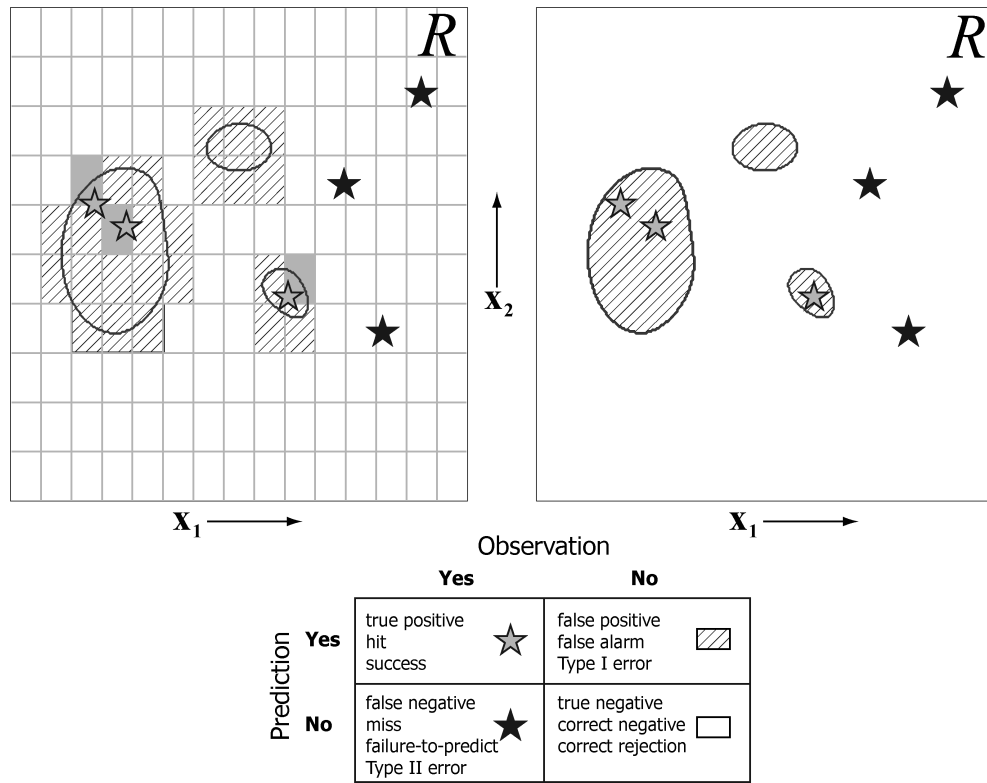 R
R
x2
x1
x1
Observation
Yes
No
Prediction
Yes
true positive
hit
success
false positive
false alarm
Type I error
No
false negative
miss
failure-to-predict
Type II error
true negative
correct negative
correct rejection